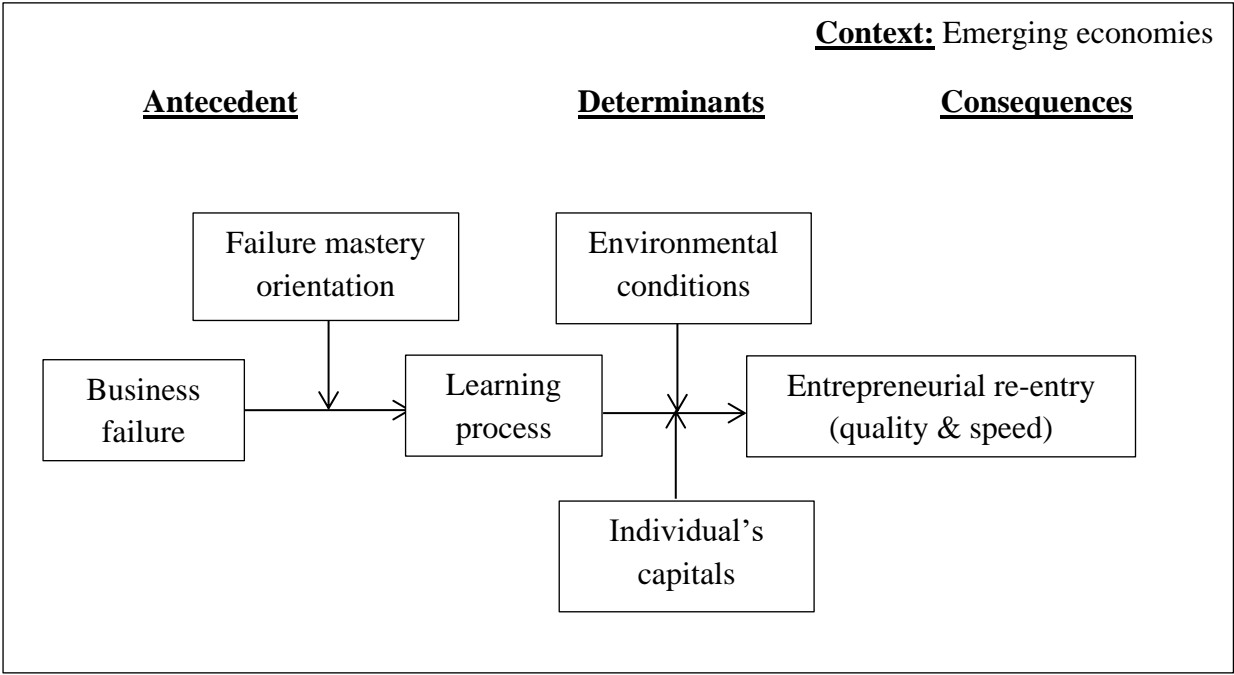 Context: Emerging economies
Antecedent
Determinants
Consequences
Failure mastery
orientation
Environmental
conditions
Business
failure
Learning
process
Entrepreneurial re-entry
(quality & speed)
Individual’s
capitals